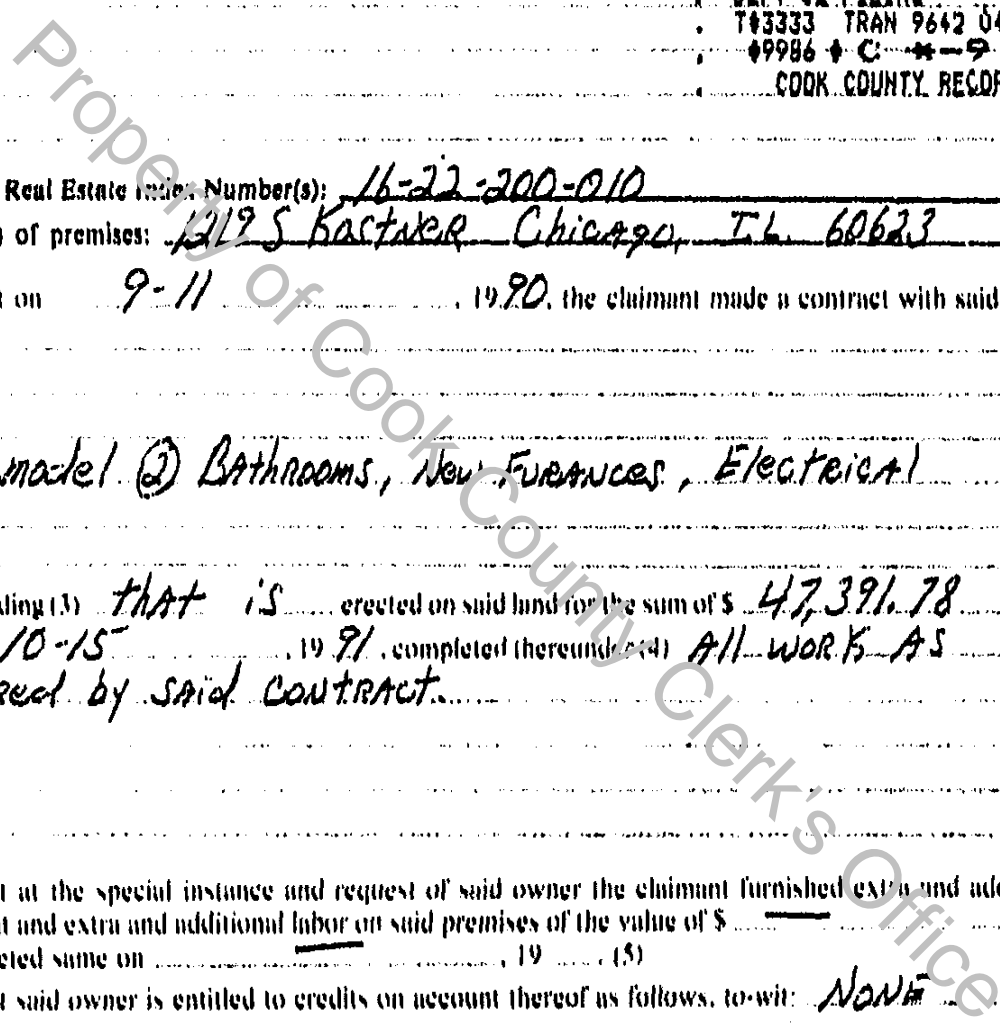 T#3333 TRAN 9642 04
#9986 # C *-9
COOK COUNTY RECOR
Real Estate Index Number(s): 16-22-200-010
of premises: 1219 S Kostner Chicago, IL. 60623
on 9-11, 1990, the claimant made a contract with said
model (2) Bathrooms, New Furances, Electrical
ding (3) that is erected on said land for the sum of $ 47,391.78
10-15, 1991, completed thereunder (4) All work As
red by said contract.
t at the special instance and request of said owner the claimant furnished extra and add
t and extra and additional labor on said premises of the value of $
eted same on , 19 (5)
t said owner is entitled to credits on account thereof as follows, to-wit: NONE
Property of Cook County Clerk's Office